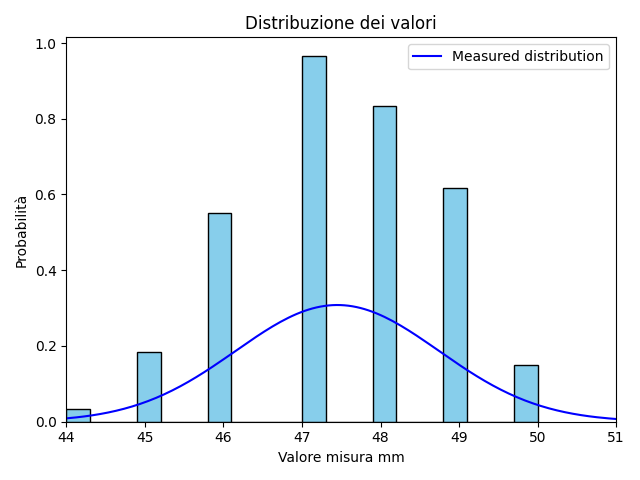 Distribuzione dei valori
Measured distribution
Probabilità
1.0
0.8
0.6
0.4
0.2
0.0
44 45 46 47 48 49 50 51
Valore misura mm